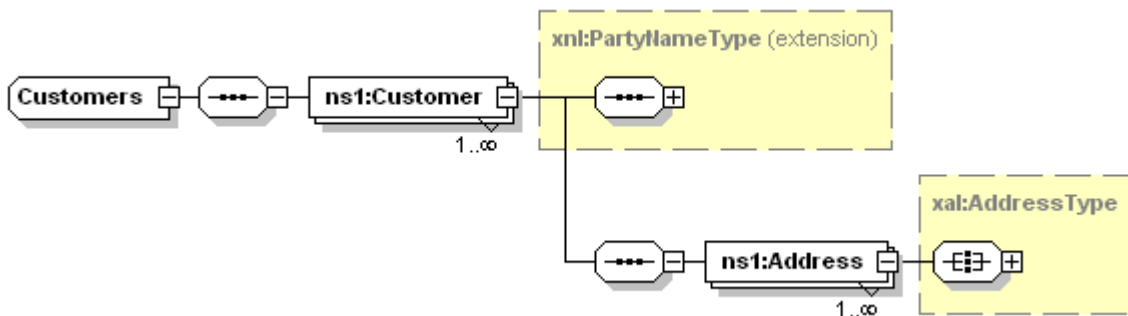 xnl:PartyNameType (extension)
Customers
ns1:Customer
1..∞
xal:AddressType
ns1:Address
1..∞